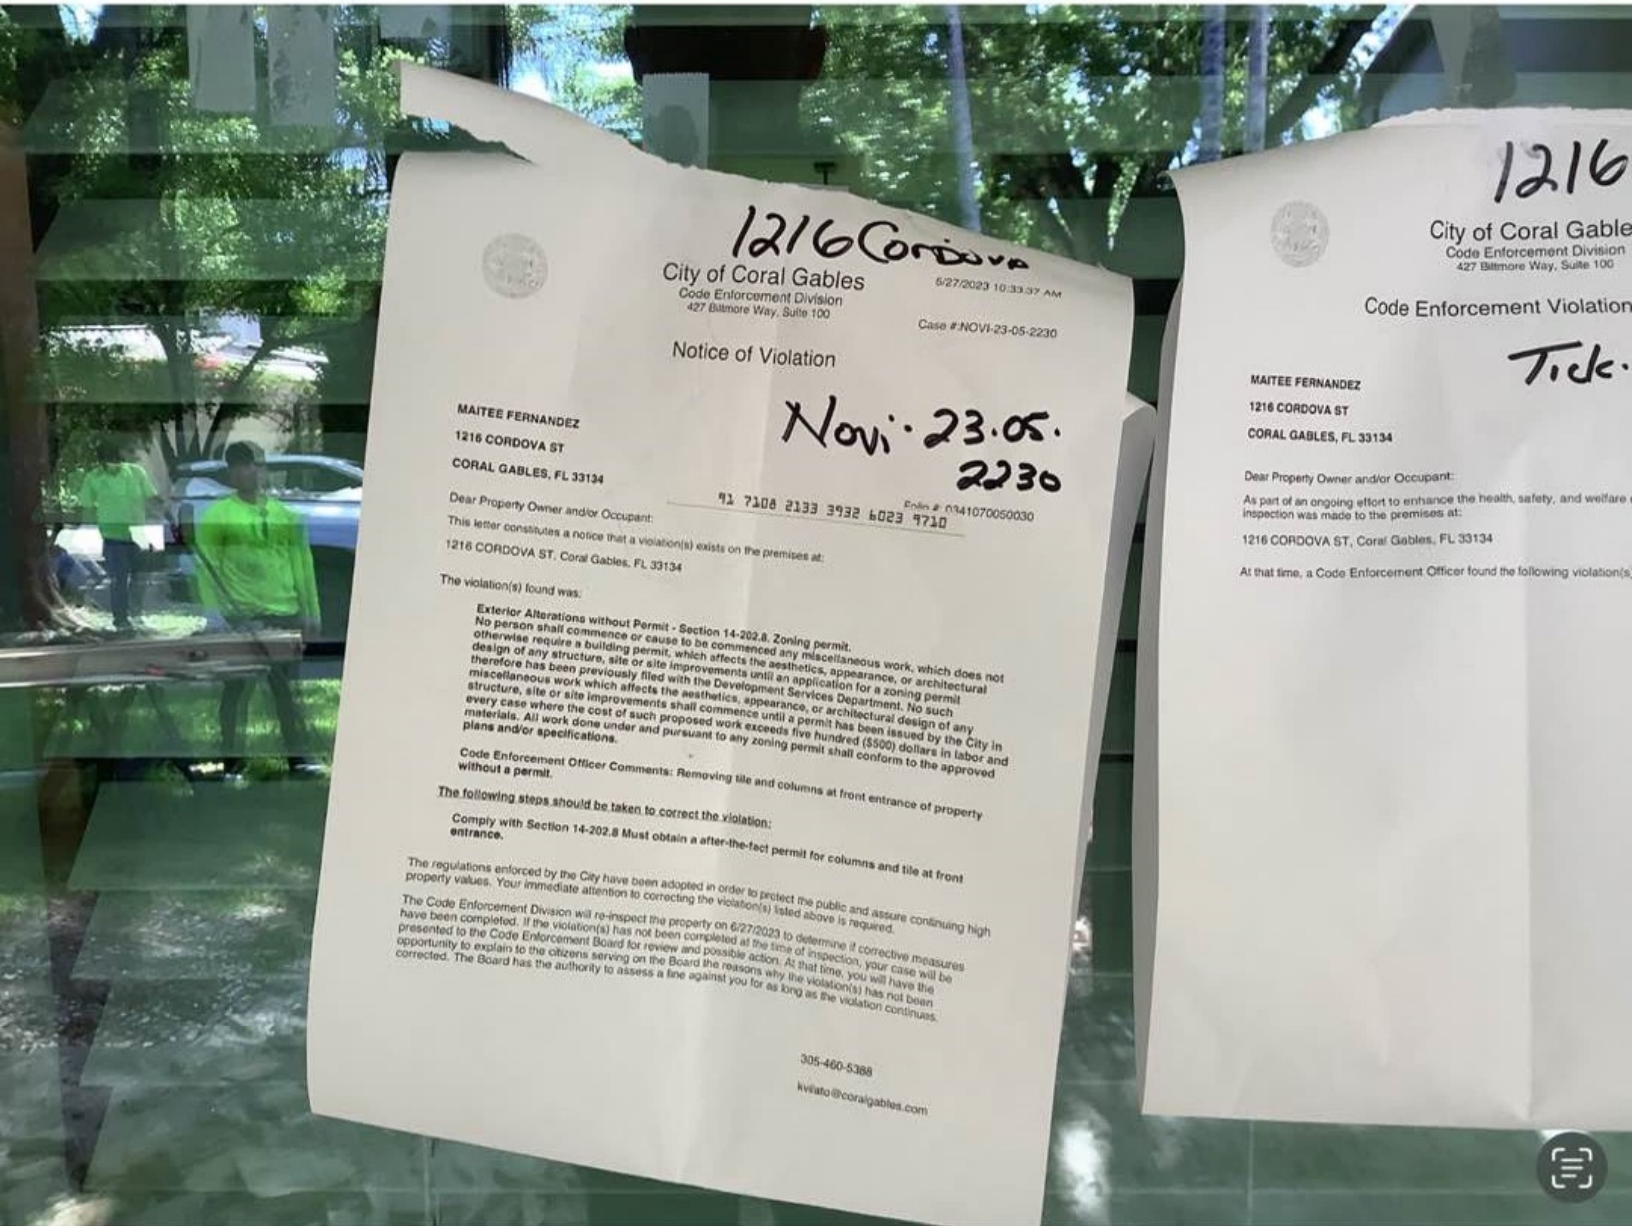 1216 Cordova
City of Coral Gables
Code Enforcement Division
427 Biltmore Way, Suite 100
5/27/2023 10:33:37 AM
Case #:NOVI-23-05-2230
Notice of Violation
Novi-23.05.
2230
MAITEE FERNANDEZ
1216 CORDOVA ST
CORAL GABLES, FL 33134
91 7108 2133 3932 6023 9710
Folio #: 0341070050030
Dear Property Owner and/or Occupant:
This letter constitutes a notice that a violation(s) exists on the premises at:
1216 CORDOVA ST, Coral Gables, FL 33134
The violation(s) found was:
Exterior Alterations without Permit - Section 14-202.8. Zoning permit.
No person shall commence or cause to be commenced any miscellaneous work, which does not
otherwise require a building permit, which affects the aesthetics, appearance, or architectural
design of any structure, site or site improvements until an application for a zoning permit
therefore has been previously filed with the Development Services Department. No such
miscellaneous work which affects the aesthetics, appearance, or architectural design of any
structure, site or site improvements shall commence until a permit has been issued by the City in
every case where the cost of such proposed work exceeds five hundred ($500) dollars in labor and
materials. All work done under and pursuant to any zoning permit shall conform to the approved
plans and/or specifications.
Code Enforcement Officer Comments: Removing tile and columns at front entrance of property
without a permit.
The following steps should be taken to correct the violation:
Comply with Section 14-202.8 Must obtain a after-the-fact permit for columns and tile at front
entrance.
The regulations enforced by the City have been adopted in order to protect the public and assure continuing high
property values. Your immediate attention to correcting the violation(s) listed above is required.
The Code Enforcement Division will re-inspect the property on 6/27/2023 to determine if corrective measures
have been completed. If the violation(s) has not been completed at the time of inspection, your case will be
presented to the Code Enforcement Board for review and possible action. At that time, you will have the
opportunity to explain to the citizens serving on the Board the reasons why the violation(s) has not been
corrected. The Board has the authority to assess a fine against you for as long as the violation continues.
305-460-5388
kvilato@coralgables.com
1216
City of Coral Gable
Code Enforcement Division
427 Biltmore Way, Suite 100
Code Enforcement Violation
Tick.
MAITEE FERNANDEZ
1216 CORDOVA ST
CORAL GABLES, FL 33134
Dear Property Owner and/or Occupant:
As part of an ongoing effort to enhance the health, safety, and welfare
inspection was made to the premises at:
1216 CORDOVA ST, Coral Gables, FL 33134
At that time, a Code Enforcement Officer found the following violation(s